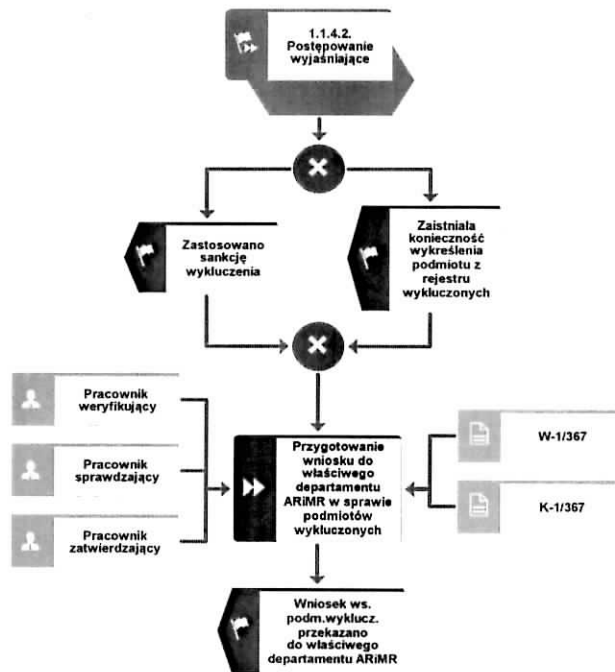 1.1.4.2.
Postępowanie
wyjaśniające
Zastosowano
sankcję
wykluczenia
Zaistniała
konieczność
wykreślenia
podmiotu z
rejestru
wykluczonych
Pracownik
weryfikujący
Pracownik
sprawdzający
Pracownik
zatwierdzający
Przygotowanie
wniosku do
właściwego
departamentu
ARiMR w sprawie
podmiotów
wykluczonych
W-1/367
K-1/367
Wniosek ws.
podm.wyklucz.
przekazano
do właściwego
departamentu ARiMR